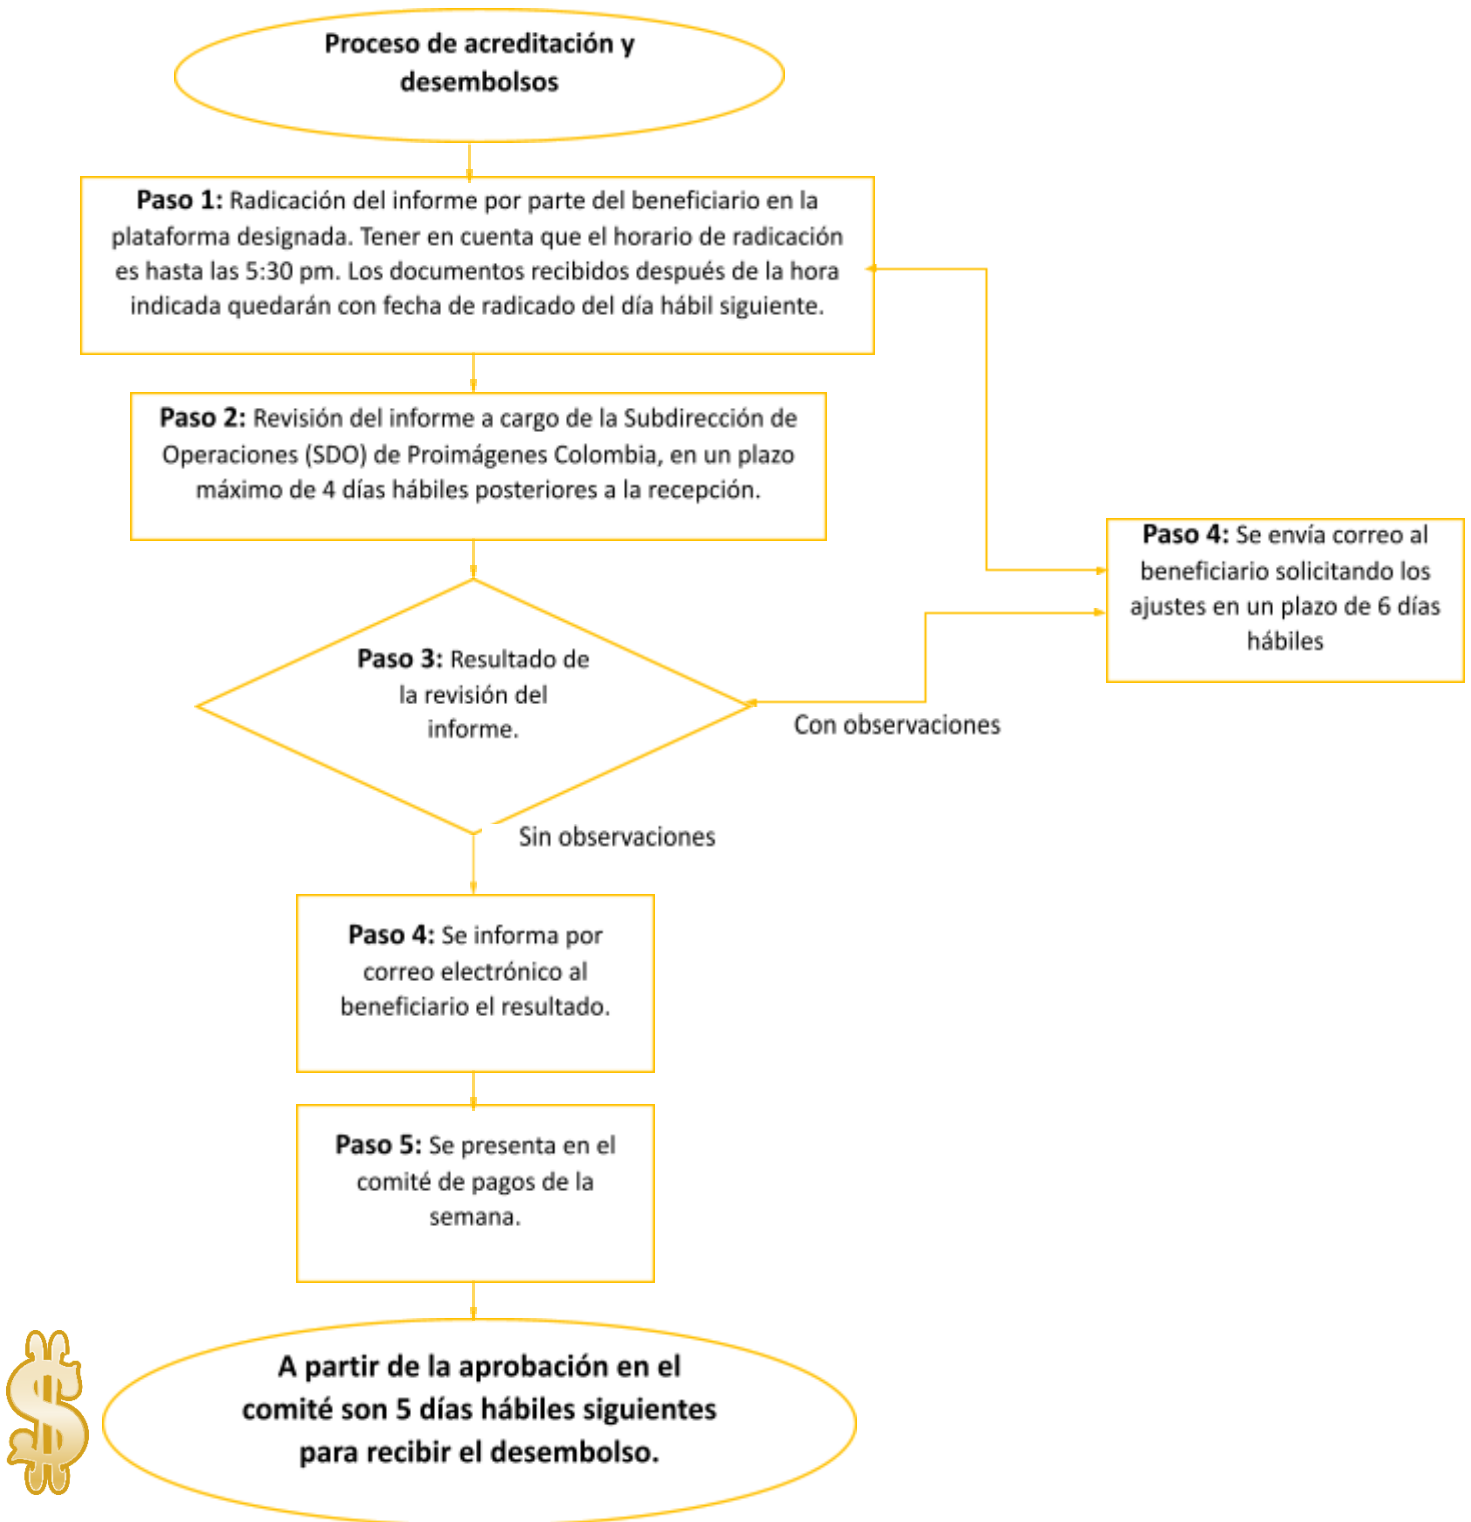 Proceso de acreditación y
desembolsos
Paso 1: Radicación del informe por parte del beneficiario en la
plataforma designada. Tener en cuenta que el horario de radicación
es hasta las 5:30 pm. Los documentos recibidos después de la hora
indicada quedarán con fecha de radicado del día hábil siguiente.
Paso 2: Revisión del informe a cargo de la Subdirección de
Operaciones (SDO) de Proimágenes Colombia, en un plazo
máximo de 4 días hábiles posteriores a la recepción.
Paso 3: Resultado de
la revisión del
informe.
Con observaciones
Paso 4: Se envía correo al
beneficiario solicitando los
ajustes en un plazo de 6 días
hábiles
Sin observaciones
Paso 4: Se informa por
correo electrónico al
beneficiario el resultado.
Paso 5: Se presenta en el
comité de pagos de la
semana.
A partir de la aprobación en el
comité son 5 días hábiles siguientes
para recibir el desembolso.